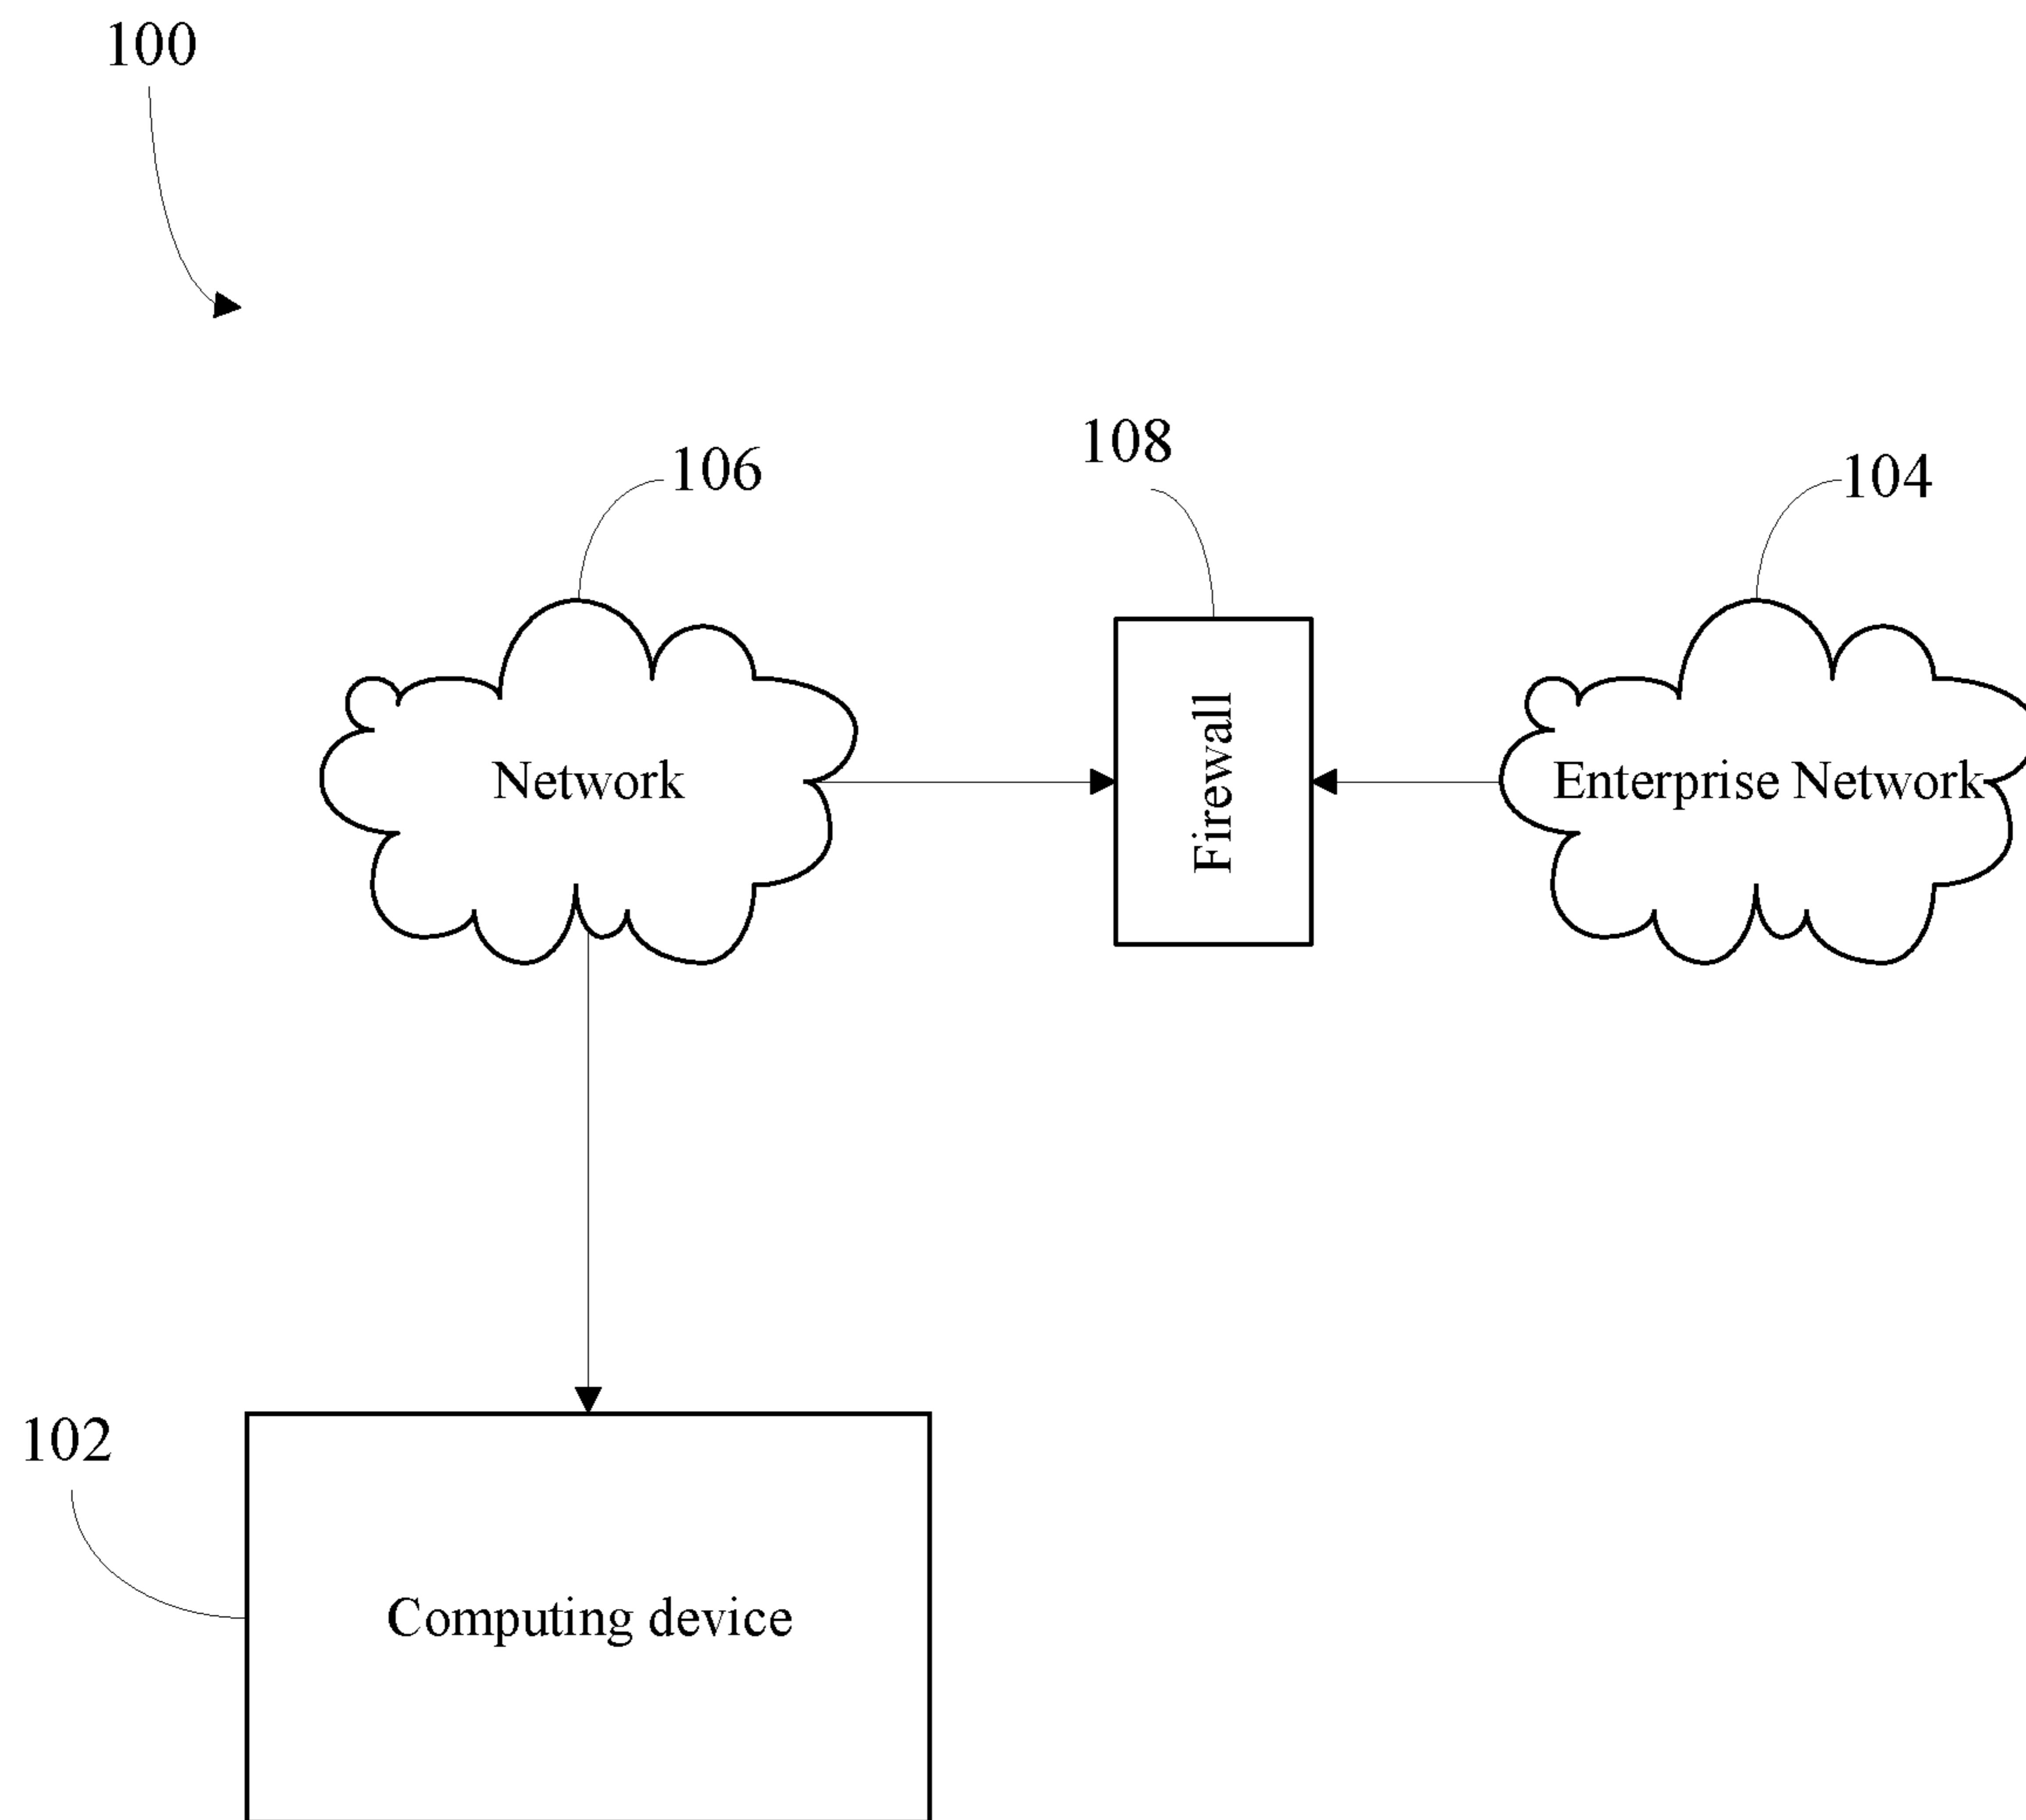 100
106
108
104
Network
Firewall
Enterprise Network
102
Computing device